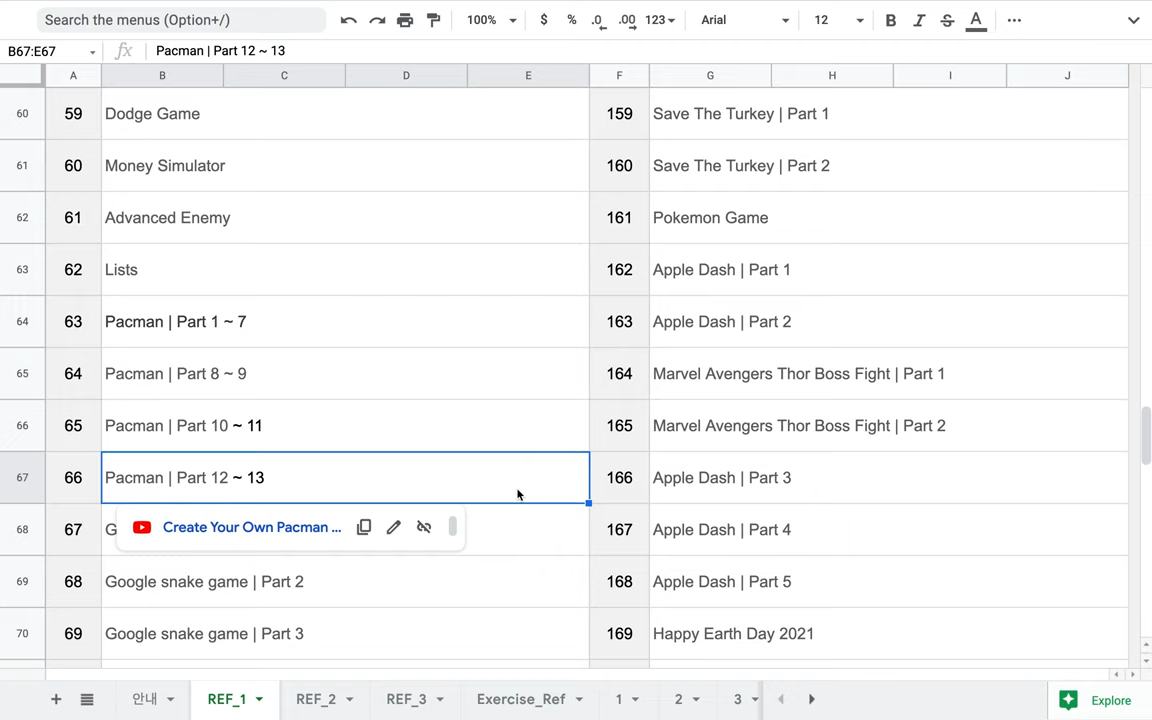 Search the menus (Option+/) 100% $ % .0 .00 123 Arial 12 B I S A
B67:E67 fx Pacman | Part 12 ~ 13
A B C D E F G H I J
60 59 Dodge Game 159 Save The Turkey | Part 1
61 60 Money Simulator 160 Save The Turkey | Part 2
62 61 Advanced Enemy 161 Pokemon Game
63 62 Lists 162 Apple Dash | Part 1
64 63 Pacman | Part 1 ~ 7 163 Apple Dash | Part 2
65 64 Pacman | Part 8 ~ 9 164 Marvel Avengers Thor Boss Fight | Part 1
66 65 Pacman | Part 10 ~ 11 165 Marvel Avengers Thor Boss Fight | Part 2
67 66 Pacman | Part 12 ~ 13 166 Apple Dash | Part 3
68 67 G Create Your Own Pacman ... 167 Apple Dash | Part 4
69 68 Google snake game | Part 2 168 Apple Dash | Part 5
70 69 Google snake game | Part 3 169 Happy Earth Day 2021
안내 REF_1 REF_2 REF_3 Exercise_Ref 1 2 3 Explore